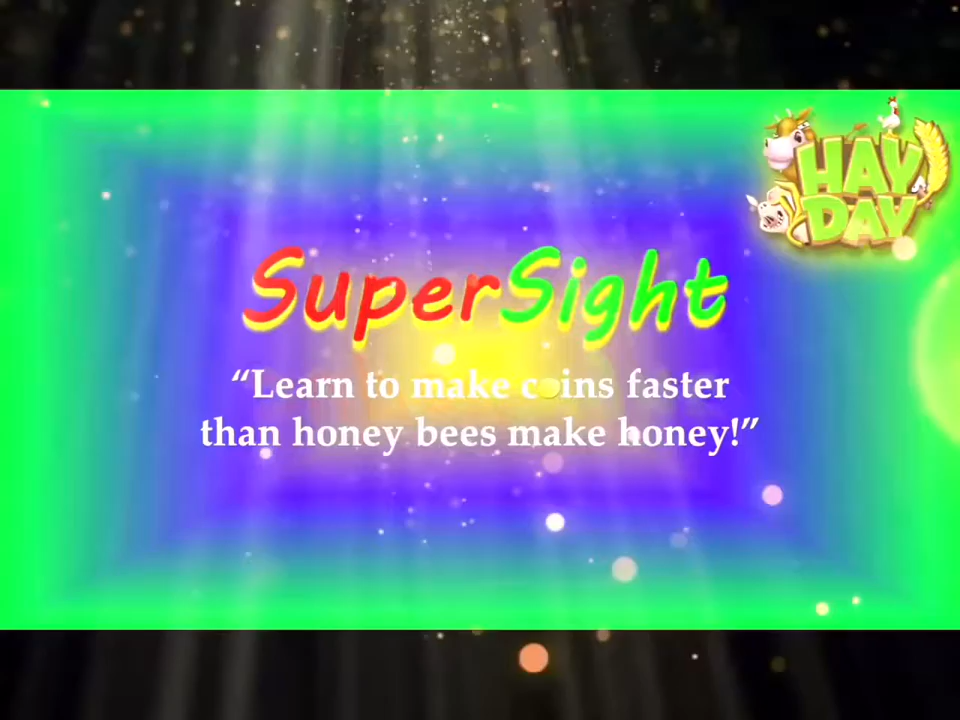 HAY
DAY
SuperSight
“Learn to make coins faster
than honey bees make honey!”